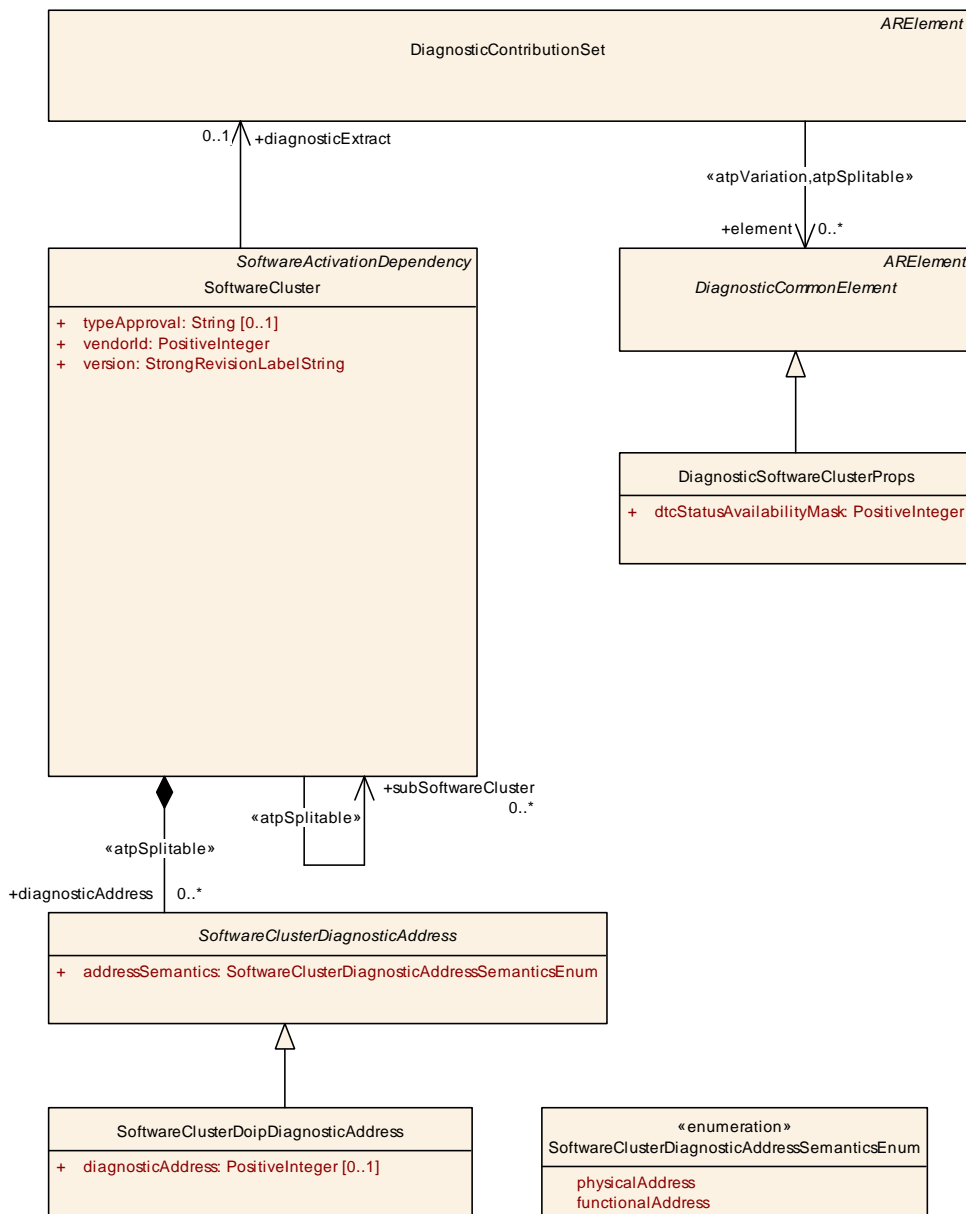 ARElement
DiagnosticContributionSet
0..1 +diagnosticExtract
«atpVariation,atpSplitable»
+element 0..*
SoftwareActivationDependency
SoftwareCluster
+ typeApproval: String [0..1]
+ vendorId: PositiveInteger
+ version: StrongRevisionLabelString
ARElement
DiagnosticCommonElement
DiagnosticSoftwareClusterProps
+ dtcStatusAvailabilityMask: PositiveInteger
+subSoftwareCluster
0..*
«atpSplitable»
«atpSplitable»
+diagnosticAddress 0..*
SoftwareClusterDiagnosticAddress
+ addressSemantics: SoftwareClusterDiagnosticAddressSemanticsEnum
SoftwareClusterDoipDiagnosticAddress
+ diagnosticAddress: PositiveInteger [0..1]
«enumeration»
SoftwareClusterDiagnosticAddressSemanticsEnum
physicalAddress
functionalAddress